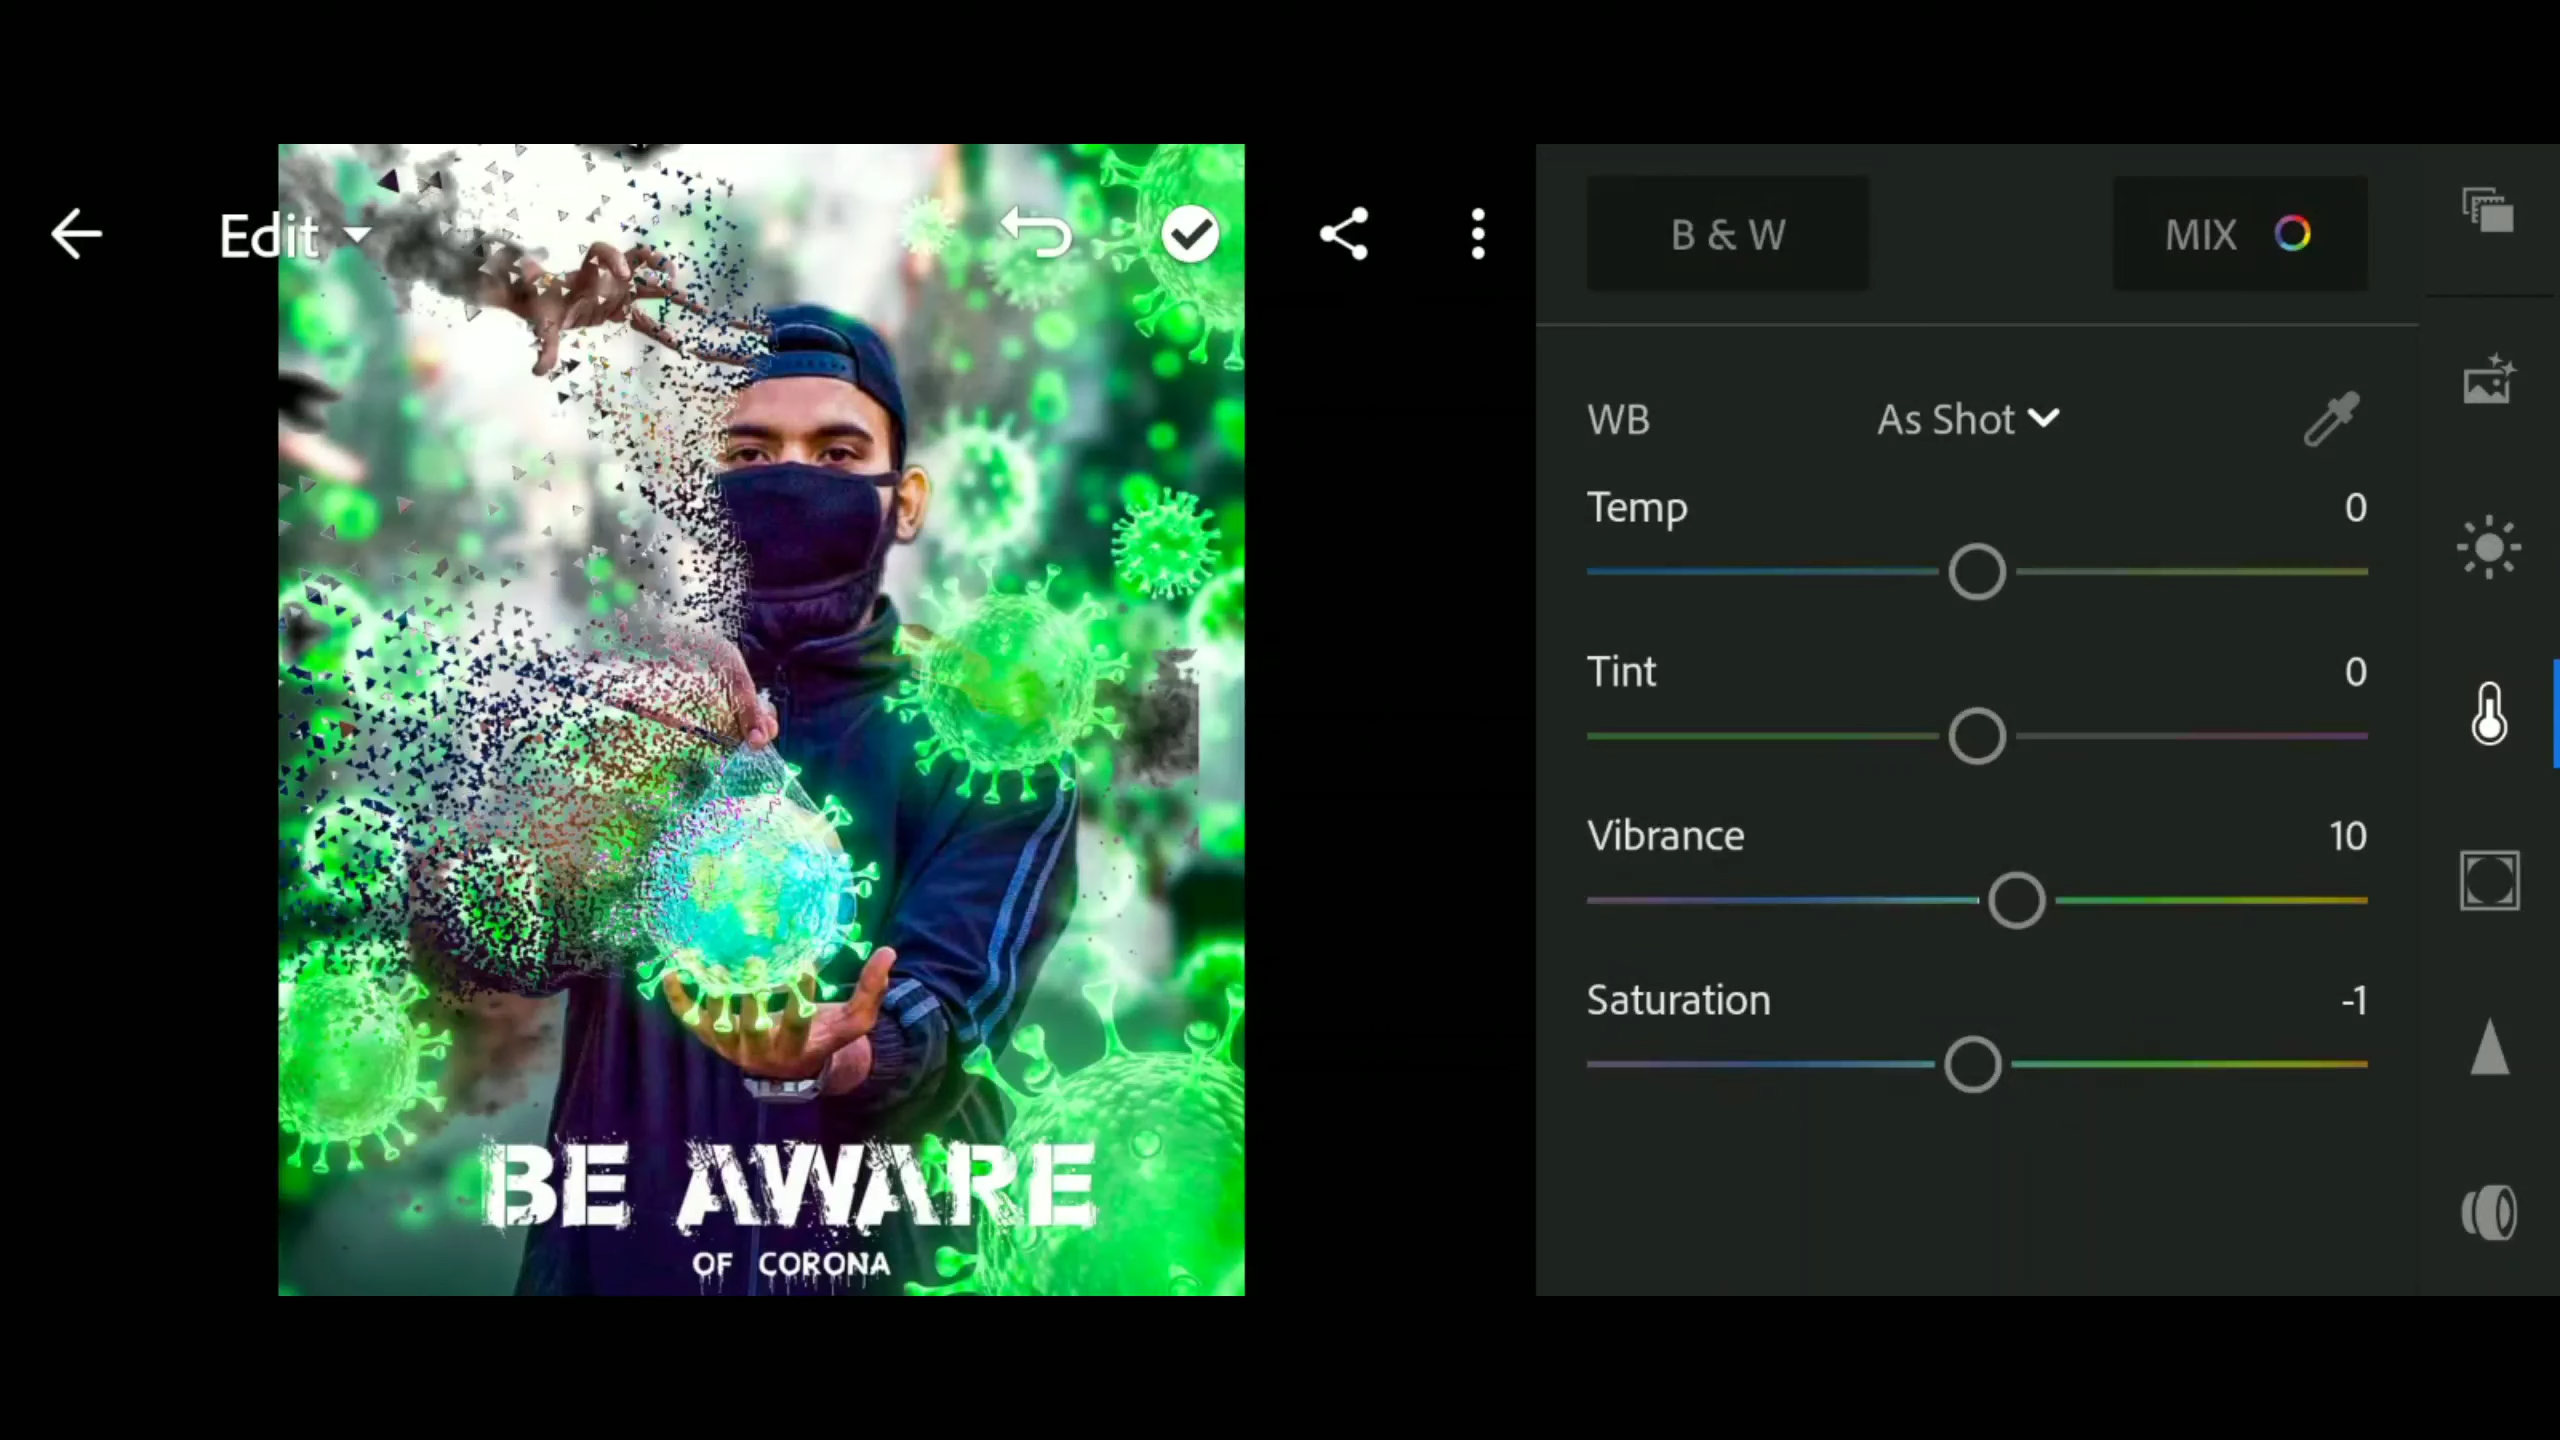 Edit
B & W
MIX
WB
As Shot
Temp
0
Tint
0
Vibrance
10
Saturation
-1
BE AWARE
OF CORONA